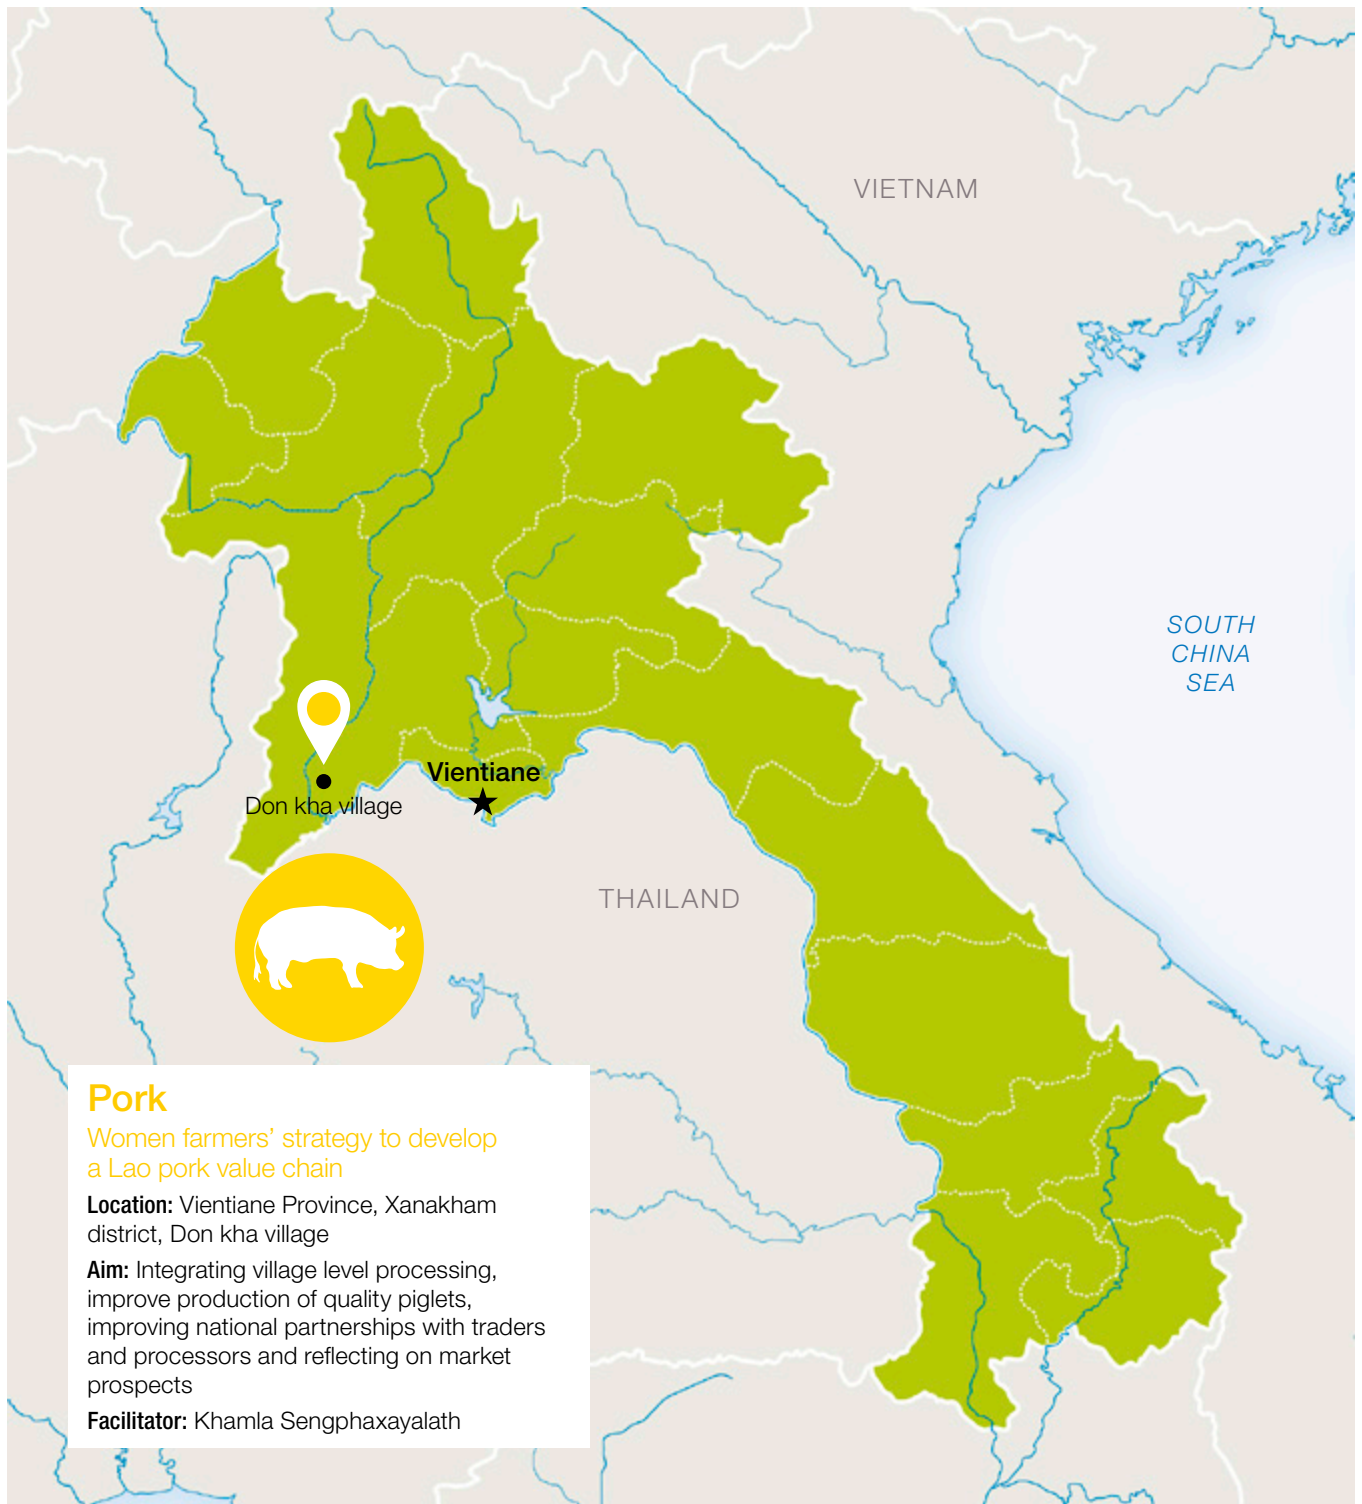 VIETNAM
SOUTH
CHINA
SEA
Vientiane
Don kha village
THAILAND
Pork
Women farmers’ strategy to develop
a Lao pork value chain
Location: Vientiane Province, Xanakham
district, Don kha village
Aim: Integrating village level processing,
improve production of quality piglets,
improving national partnerships with traders
and processors and reflecting on market
prospects
Facilitator: Khamla Sengphaxayalath